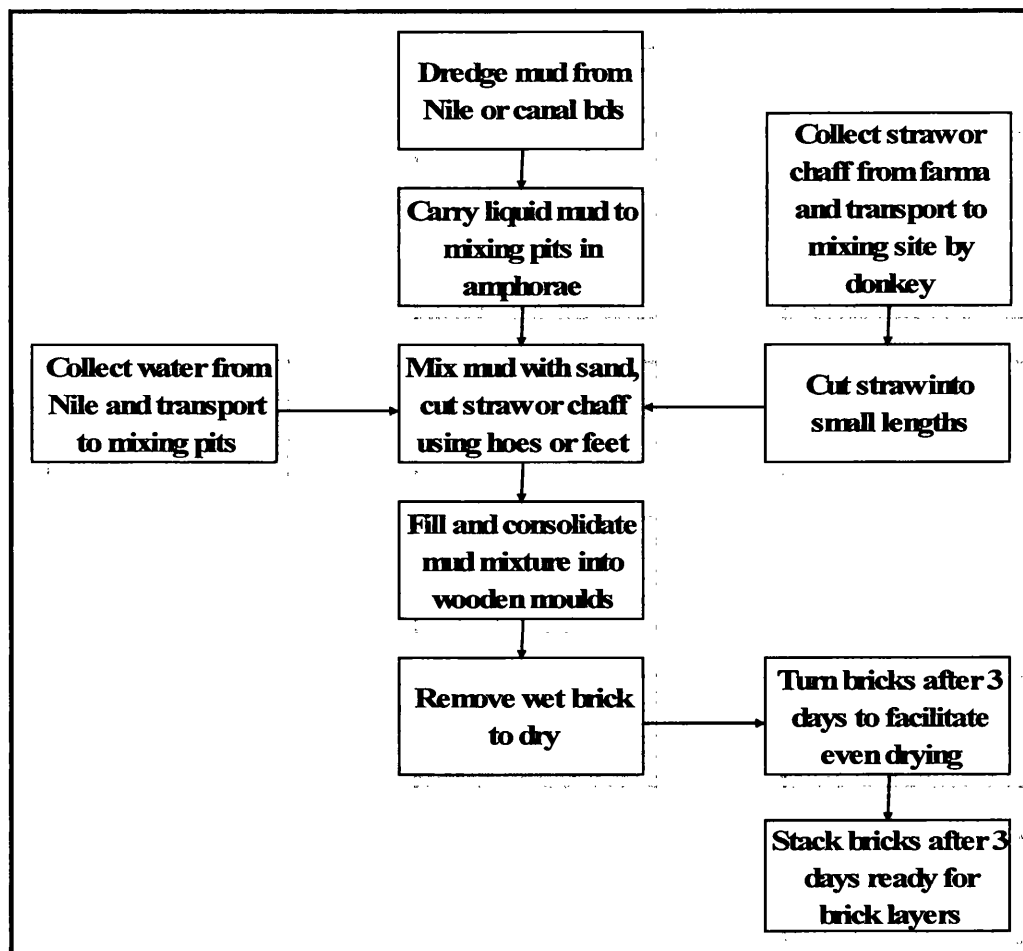 Dredge mud from
Nile or canal bds
Collect straw or
chaff from farma
and transport to
mixing site by
donkey
Carry liquid mud to
mixing pits in
amphorae
Collect water from
Nile and transport
to mixing pits
Mix mud with sand,
cut straw or chaff
using hoes or feet
Cut straw into
small lengths
Fill and consolidate
mud mixture into
wooden moulds
Remove wet brick
to dry
Turn bricks after 3
days to facilitate
even drying
Stack bricks after 3
days ready for
brick layers